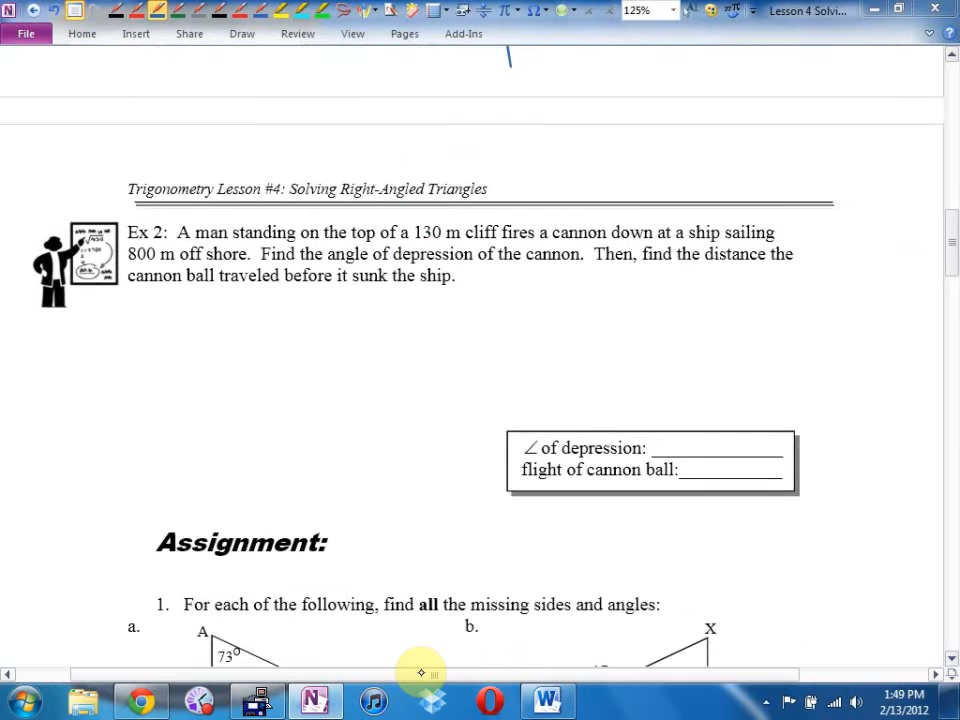 125%
Lesson 4 Solvi...
File Home Insert Share Draw Review View Pages Add-Ins
Trigonometry Lesson #4: Solving Right-Angled Triangles
Ex 2: A man standing on the top of a 130 m cliff fires a cannon down at a ship sailing
800 m off shore. Find the angle of depression of the cannon. Then, find the distance the
cannon ball traveled before it sunk the ship.
∠ of depression: ______________
flight of cannon ball:___________
Assignment:
1. For each of the following, find all the missing sides and angles:
a. b.
A X
73°
1:49 PM
2/13/2012